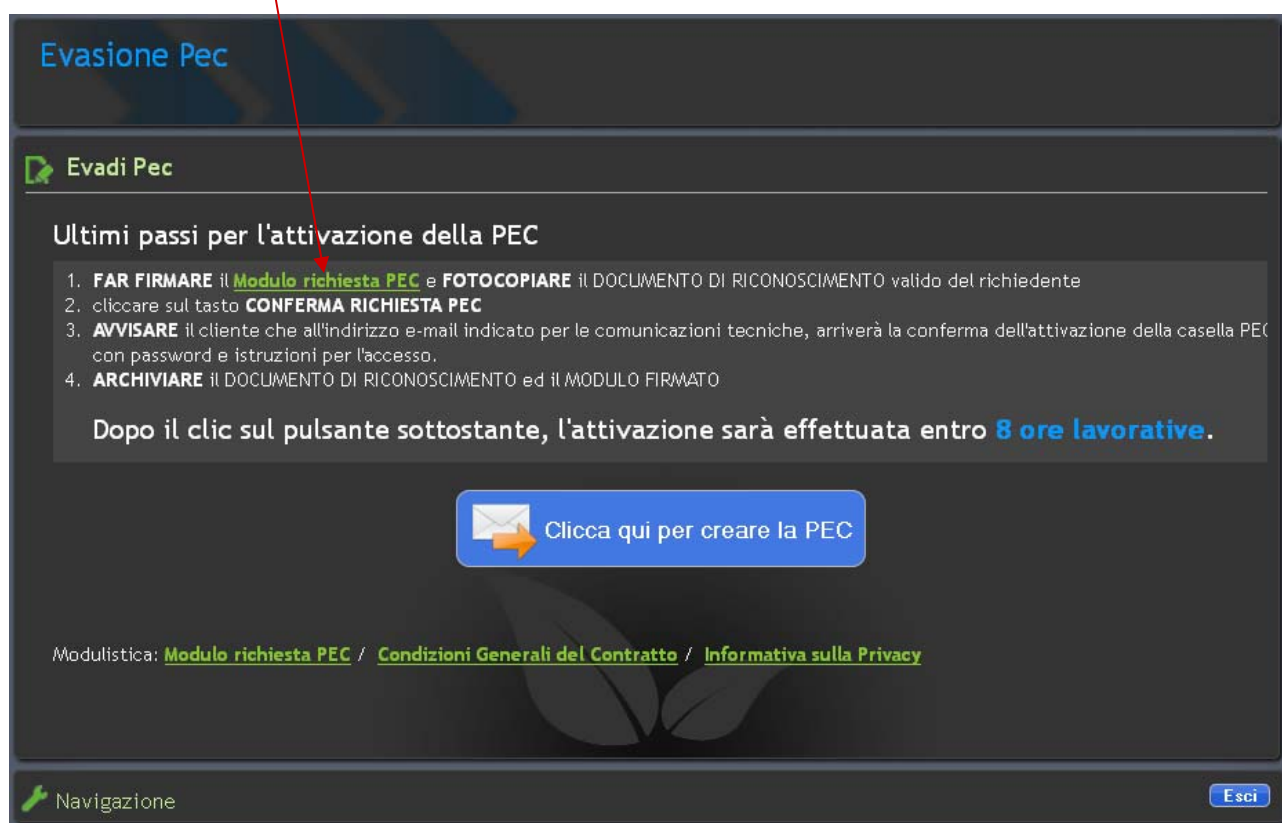 Evasione Pec
Evadi Pec
Ultimi passi per l'attivazione della PEC
1. FAR FIRMARE il Modulo richiesta PEC e FOTOCOPIARE il DOCUMENTO DI RICONOSCIMENTO valido del richiedente
2. cliccare sul tasto CONFERMA RICHIESTA PEC
3. AVVISARE il cliente che all'indirizzo e-mail indicato per le comunicazioni tecniche, arriverà la conferma dell'attivazione della casella PEC
con password e istruzioni per l'accesso.
4. ARCHIVIARE il DOCUMENTO DI RICONOSCIMENTO ed il MODULO FIRMATO
Dopo il clic sul pulsante sottostante, l'attivazione sarà effettuata entro 8 ore lavorative.
Clicca qui per creare la PEC
Modulistica: Modulo richiesta PEC / Condizioni Generali del Contratto / Informativa sulla Privacy
Navigazione
Esci